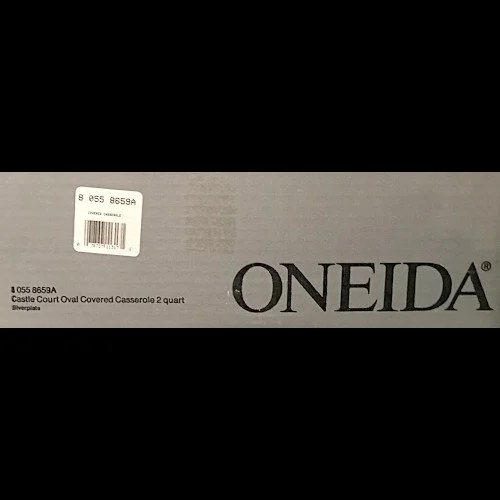 8 055 8659A
COVERED CASSEROLE
8 055 8659A
Castle Court Oval Covered Casserole 2 quart
Silverplate
ONEIDA®